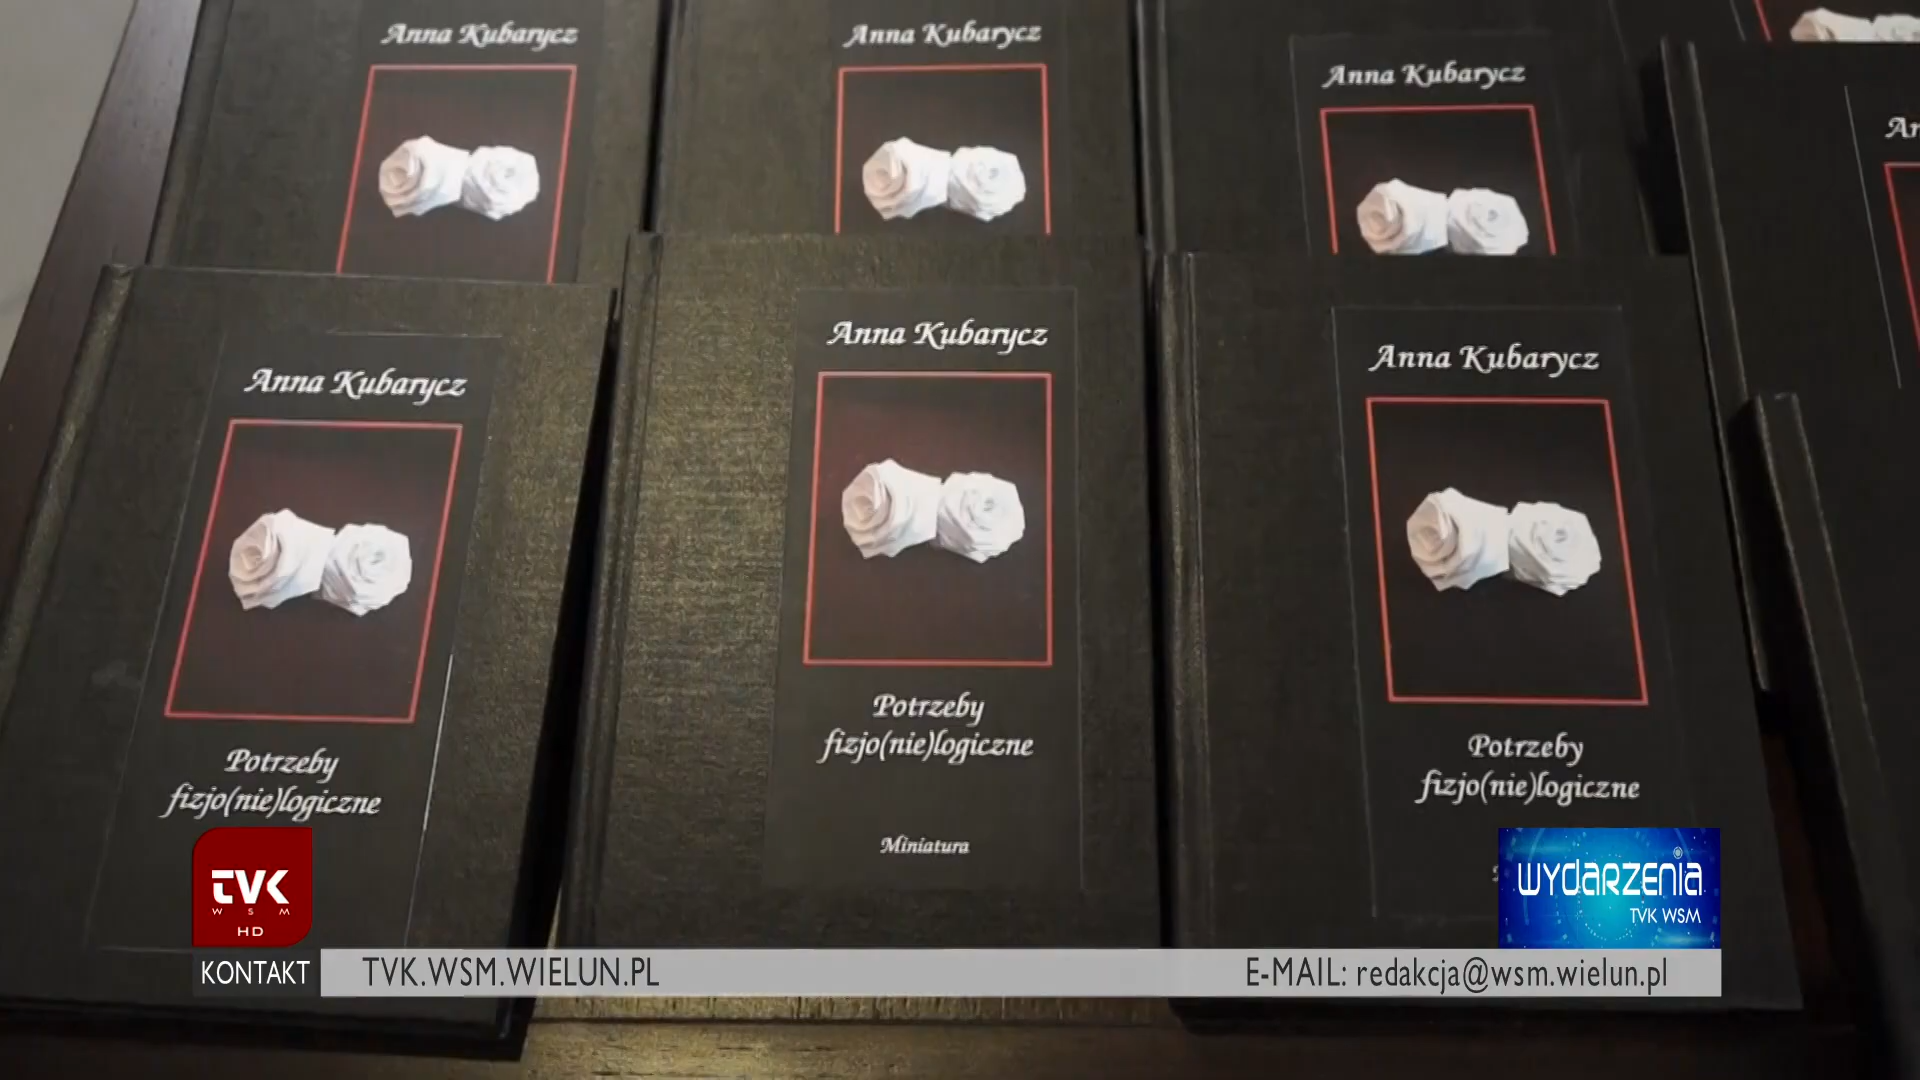 Anna Kubarycz
Anna Kubarycz
Anna Kubarycz
Anna Kubarycz
Potrzeby
fizjo(nie)logiczne
Anna Kubarycz
Potrzeby
fizjo(nie)logiczne
Miniatura
Anna Kubarycz
Potrzeby
fizjo(nie)logiczne
TVK
WSM
HD
WYDARZENIA
TVK WSM
KONTAKT
TVK.WSM.WIELUN.PL
E-MAIL: redakcja@wsm.wielun.pl